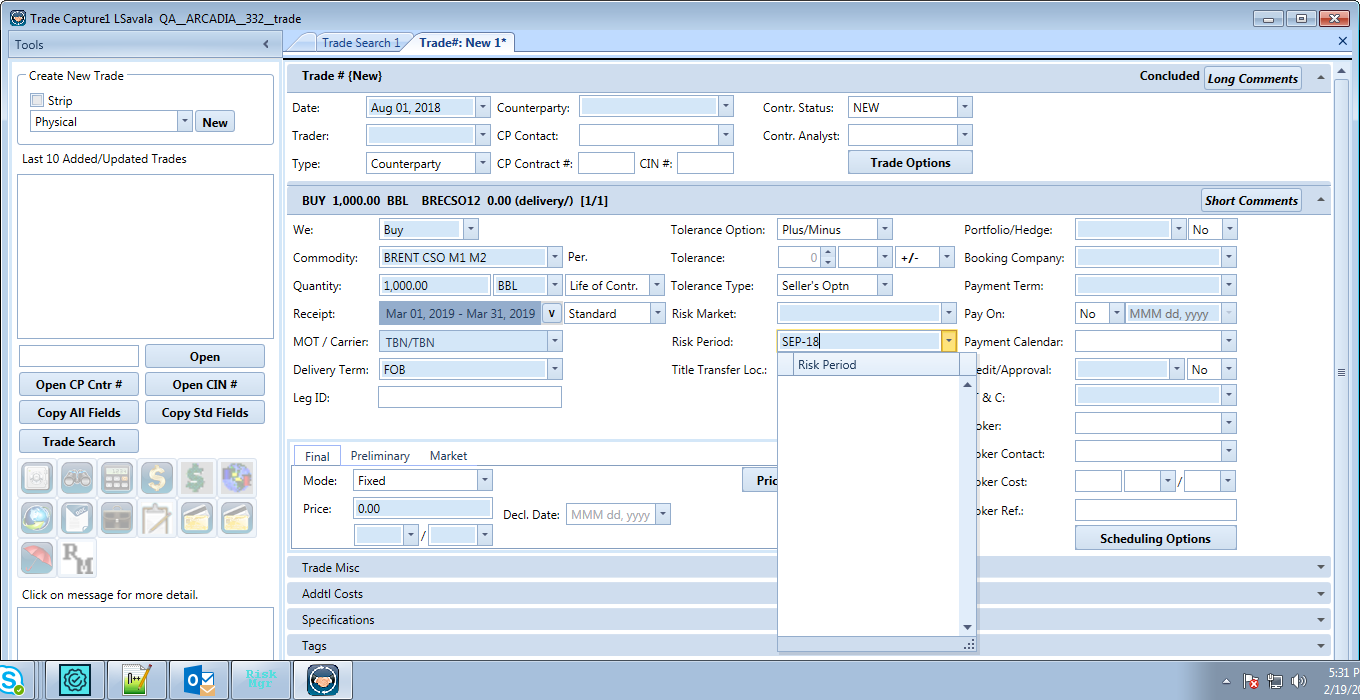 Trade Capture1 LSavala QA__ARCADIA__332__trade
Tools
Trade Search 1
Trade#: New 1*
Create New Trade
Strip
Physical
New
Last 10 Added/Updated Trades
Open
Open CP Cntr #
Open CIN #
Copy All Fields
Copy Std Fields
Trade Search
R M
Click on message for more detail.
Trade # {New}
Concluded
Long Comments
Date:
Aug 01, 2018
Counterparty:
Contr. Status:
NEW
Trader:
CP Contact:
Contr. Analyst:
Type:
Counterparty
CP Contract #:
CIN #:
Trade Options
BUY 1,000.00 BBL BRECSO12 0.00 (delivery/) [1/1]
Short Comments
We:
Buy
Tolerance Option:
Plus/Minus
Portfolio/Hedge:
No
Commodity:
BRENT CSO M1 M2
Per.
Tolerance:
0
+/-
Booking Company:
Quantity:
1,000.00
BBL
Life of Contr.
Tolerance Type:
Seller's Optn
Payment Term:
Receipt:
Mar 01, 2019 - Mar 31, 2019
V
Standard
Risk Market:
Pay On:
No
MMM dd, yyyy
MOT / Carrier:
TBN/TBN
Risk Period:
SEP-18
Payment Calendar:
Delivery Term:
FOB
Title Transfer Loc.:
Risk Period
edit/Approval:
No
Leg ID:
T & C:
oker:
oker Contact:
oker Cost:
/
oker Ref.:
Scheduling Options
Final
Preliminary
Market
Mode:
Fixed
Pric
Price:
0.00
Decl. Date:
MMM dd, yyyy
/
Trade Misc
Addtl Costs
Specifications
Tags
Risk
Mgr
5:31 P
2/19/20